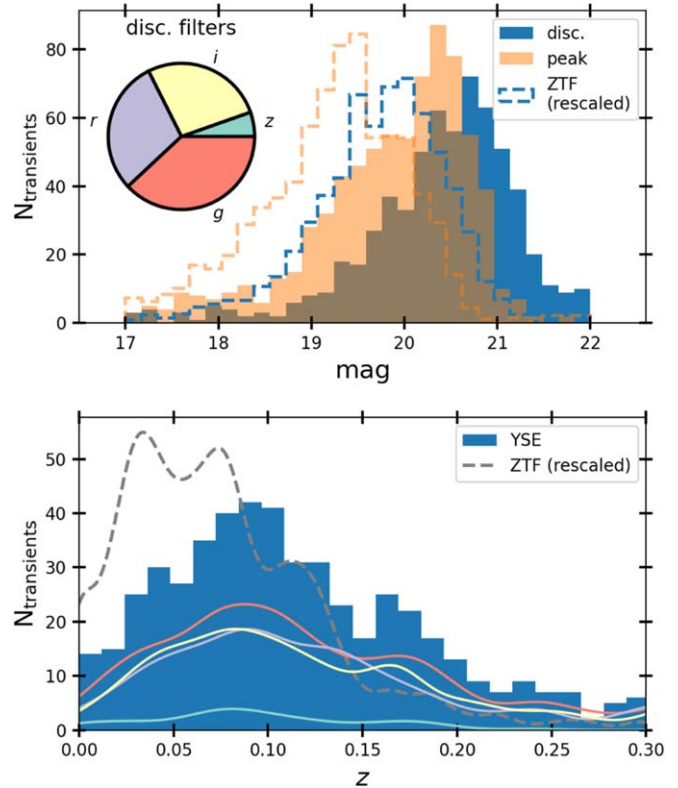 disc. filters
i
r
z
g
disc.
peak
ZTF
(rescaled)
N_transients
80
60
40
20
0
17 18 19 20 21 22
mag
YSE
ZTF (rescaled)
N_transients
50
40
30
20
10
0
0.00 0.05 0.10 0.15 0.20 0.25 0.30
z